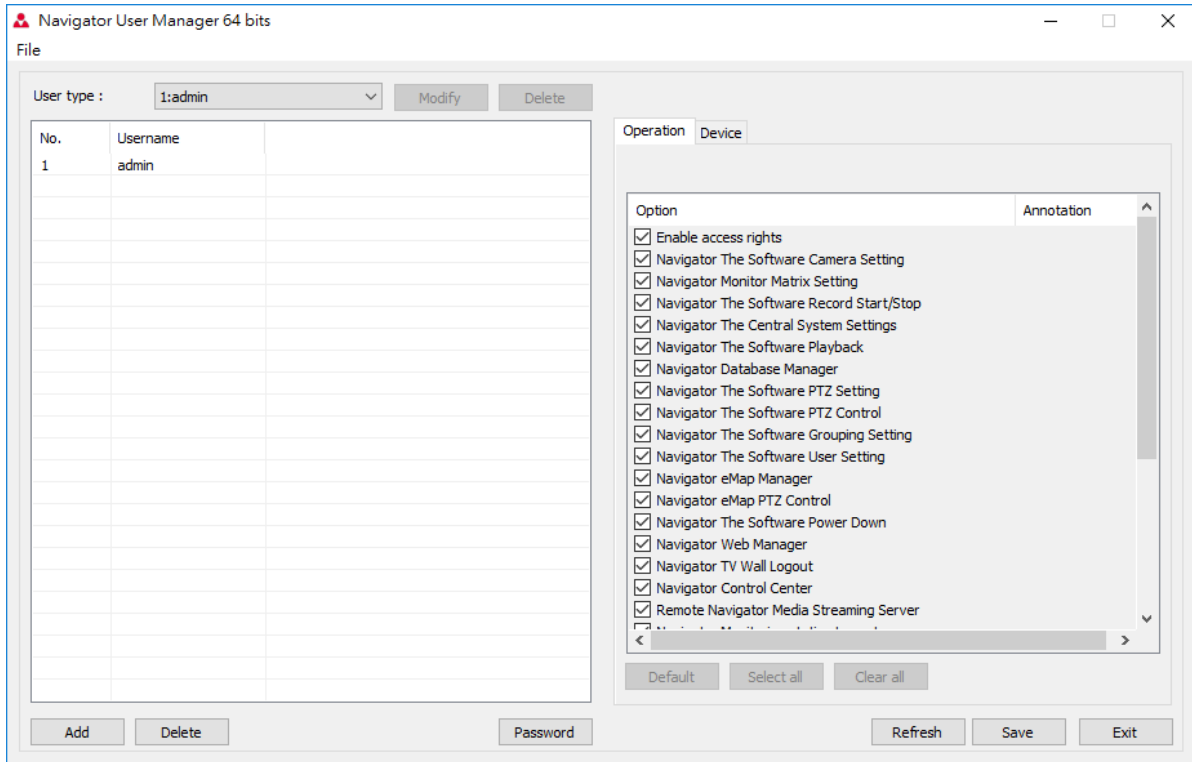 Navigator User Manager 64 bits
File
User type : 1:admin Modify Delete
No. Username
1 admin
Operation Device
Option Annotation
Enable access rights
Navigator The Software Camera Setting
Navigator Monitor Matrix Setting
Navigator The Software Record Start/Stop
Navigator The Central System Settings
Navigator The Software Playback
Navigator Database Manager
Navigator The Software PTZ Setting
Navigator The Software PTZ Control
Navigator The Software Grouping Setting
Navigator The Software User Setting
Navigator eMap Manager
Navigator eMap PTZ Control
Navigator The Software Power Down
Navigator Web Manager
Navigator TV Wall Logout
Navigator Control Center
Remote Navigator Media Streaming Server
Default Select all Clear all
Add Delete Password Refresh Save Exit